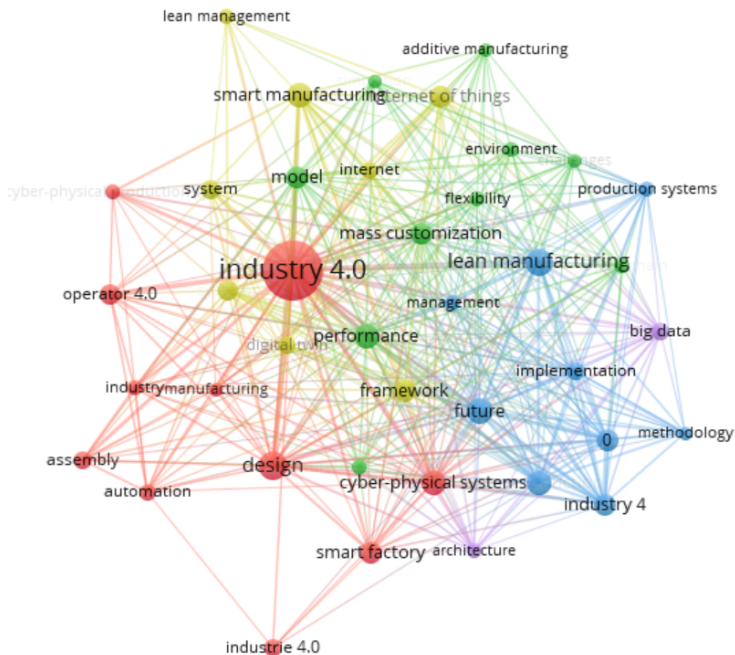 lean management
additive manufacturing
smart manufacturing
internet of things
environment
model
internet
system
production systems
flexibility
mass customization
lean manufacturing
industry 4.0
operator 4.0
management
big data
performance
digital twin
implementation
industry
manufacturing
framework
future
methodology
0
assembly
design
cyber-physical systems
automation
industry 4
smart factory
architecture
industrie 4.0